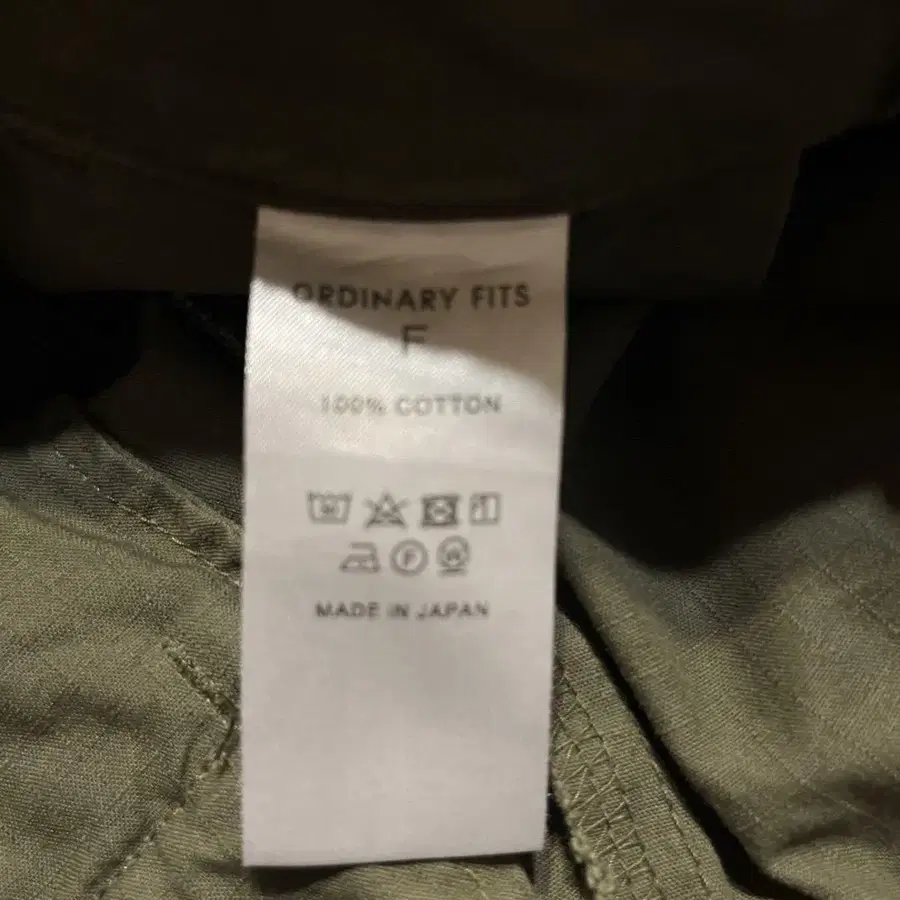 ORDINARY FITS
F
100% COTTON
F W
MADE IN JAPAN